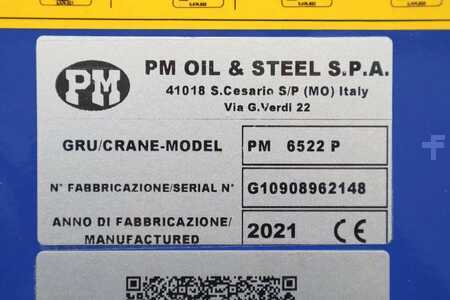 PM
PM OIL & STEEL S.P.A.
41018 S.Cesario S/P (MO) Italy
Via G.Verdi 22
GRU/CRANE-MODEL PM 6522 P
N° FABBRICAZIONE/SERIAL N° G10908962148
ANNO DI FABBRICAZIONE/
MANUFACTURED 2021 CE